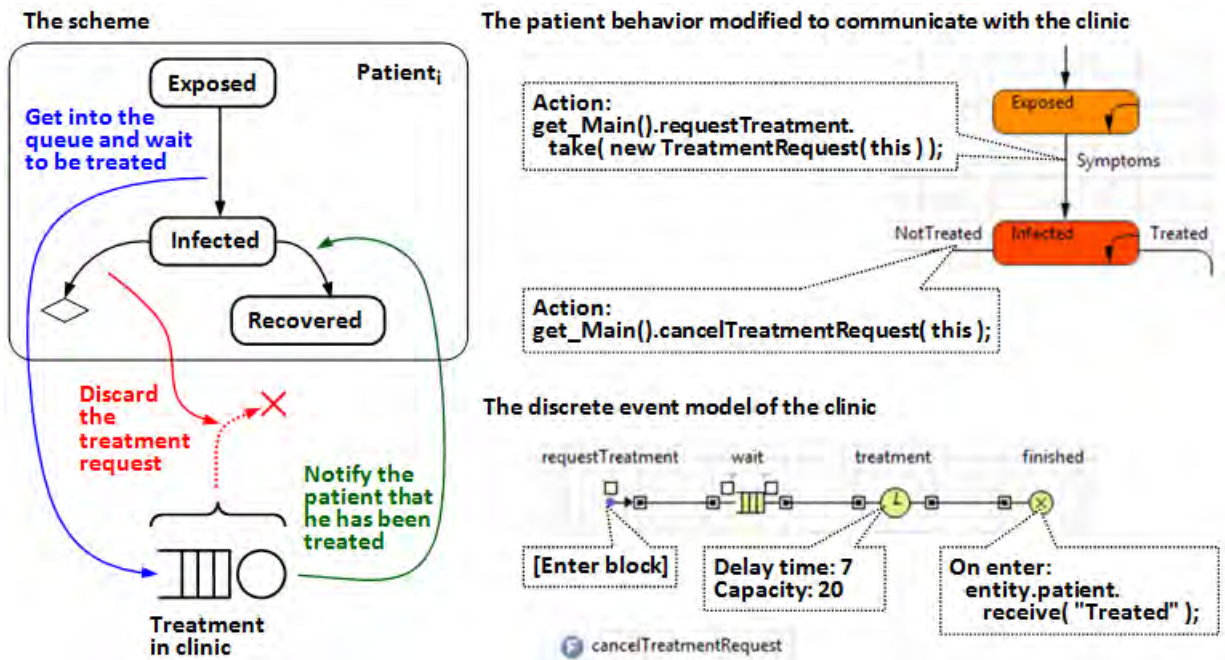 The scheme
Patienti
Exposed
Get into the
queue and wait
to be treated
Infected
Recovered
Discard
the
treatment
request
Notify the
patient that
he has been
treated
Treatment
in clinic
The patient behavior modified to communicate with the clinic
Action:
get_Main().requestTreatment.
take( new TreatmentRequest( this ) );
Exposed
Symptoms
NotTreated
Infected
Treated
Action:
get_Main().cancelTreatmentRequest( this );
The discrete event model of the clinic
requestTreatment
wait
treatment
finished
[Enter block]
Delay time: 7
Capacity: 20
On enter:
entity.patient.
receive( "Treated" );
F
cancelTreatmentRequest